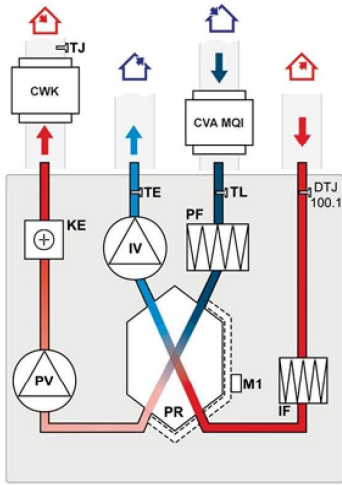 TJ
CWK
CVA MQI
TE
TL
DTJ
100.1
KE
IV
PF
PV
PR
M1
IF